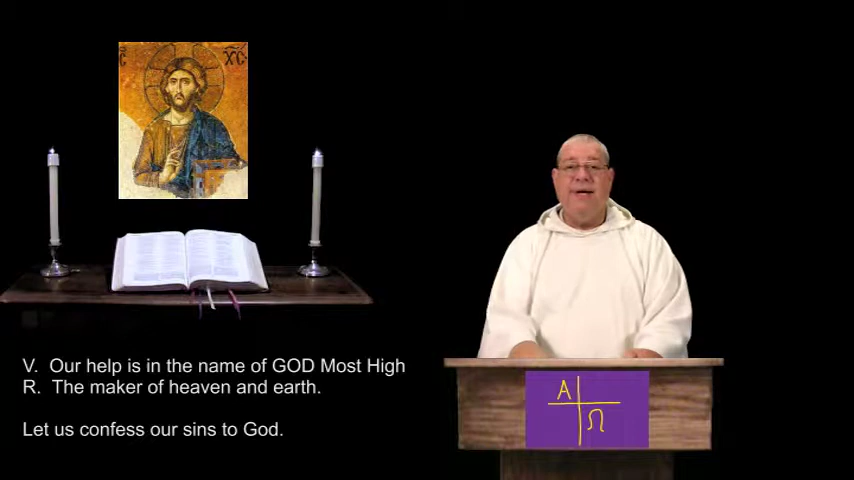 V. Our help is in the name of GOD Most High
R. The maker of heaven and earth.
Let us confess our sins to God.
A
Ω